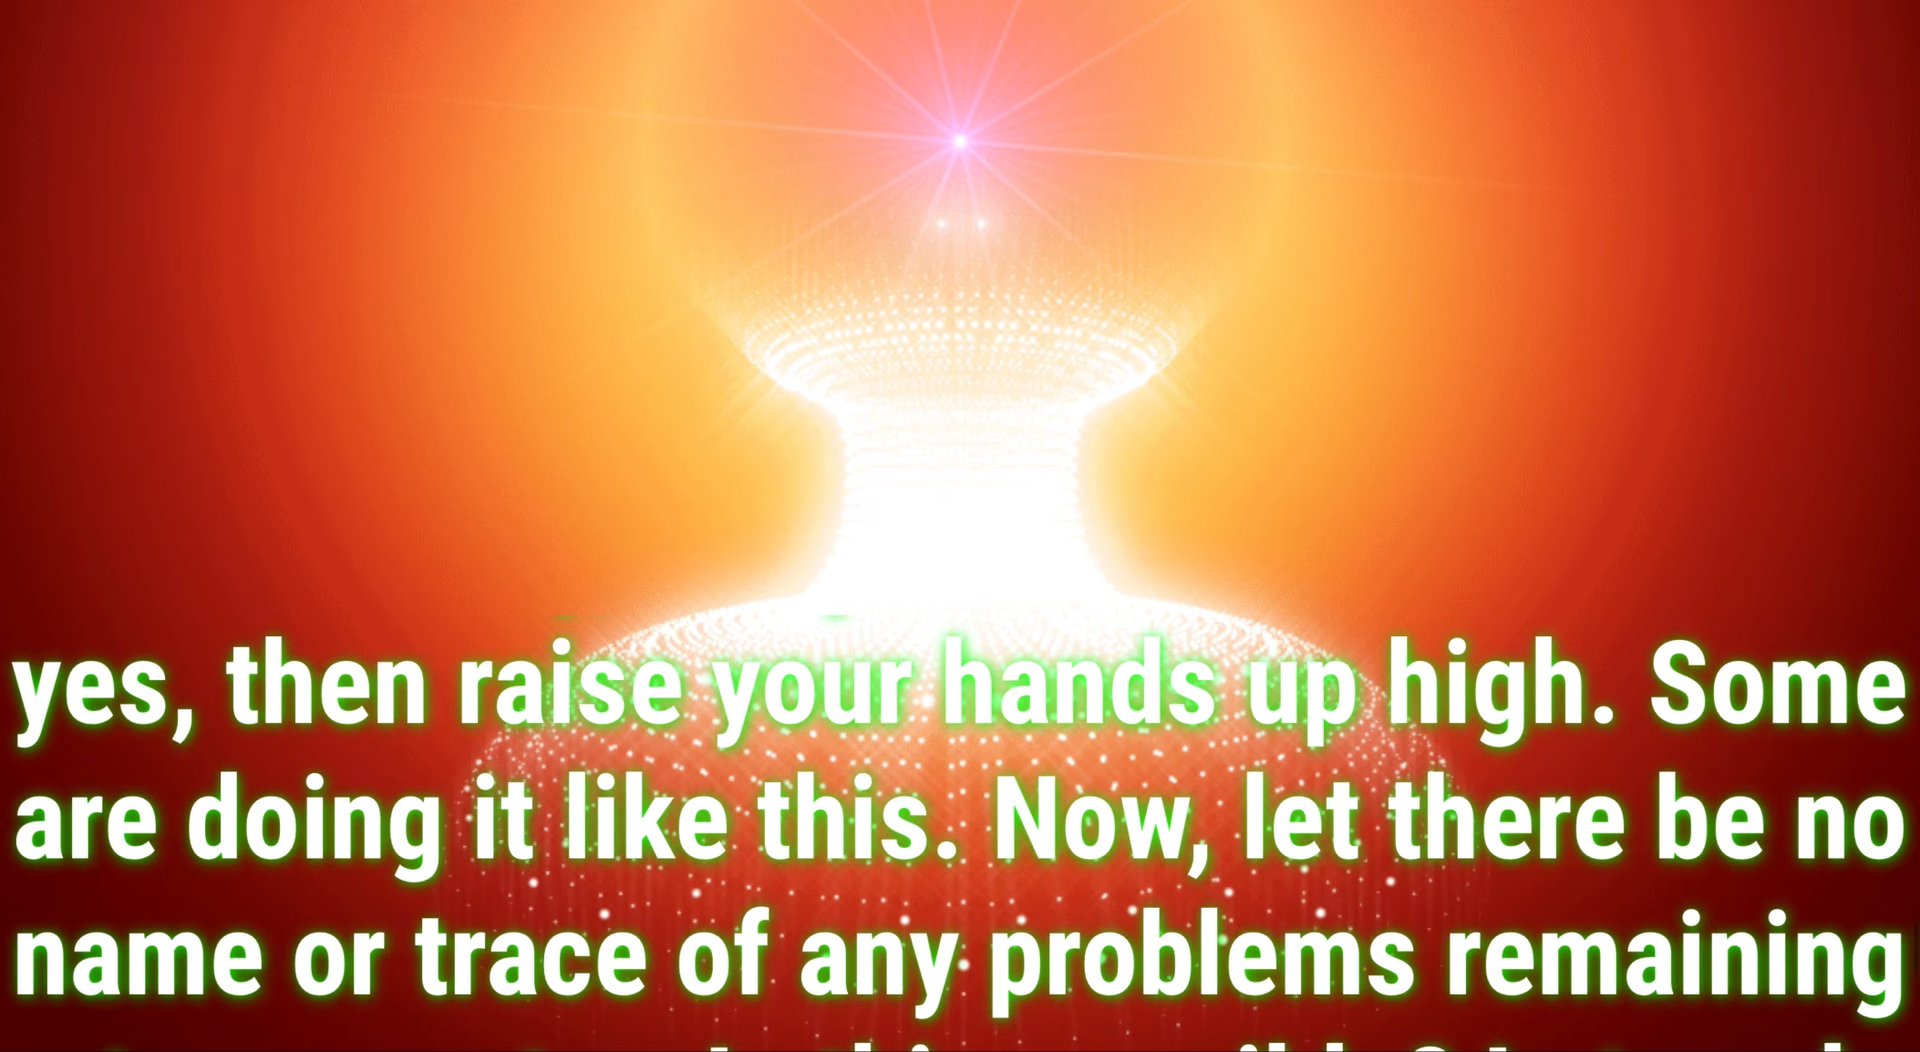 yes, then raise your hands up high. Some
are doing it like this. Now, let there be no
name or trace of any problems remaining